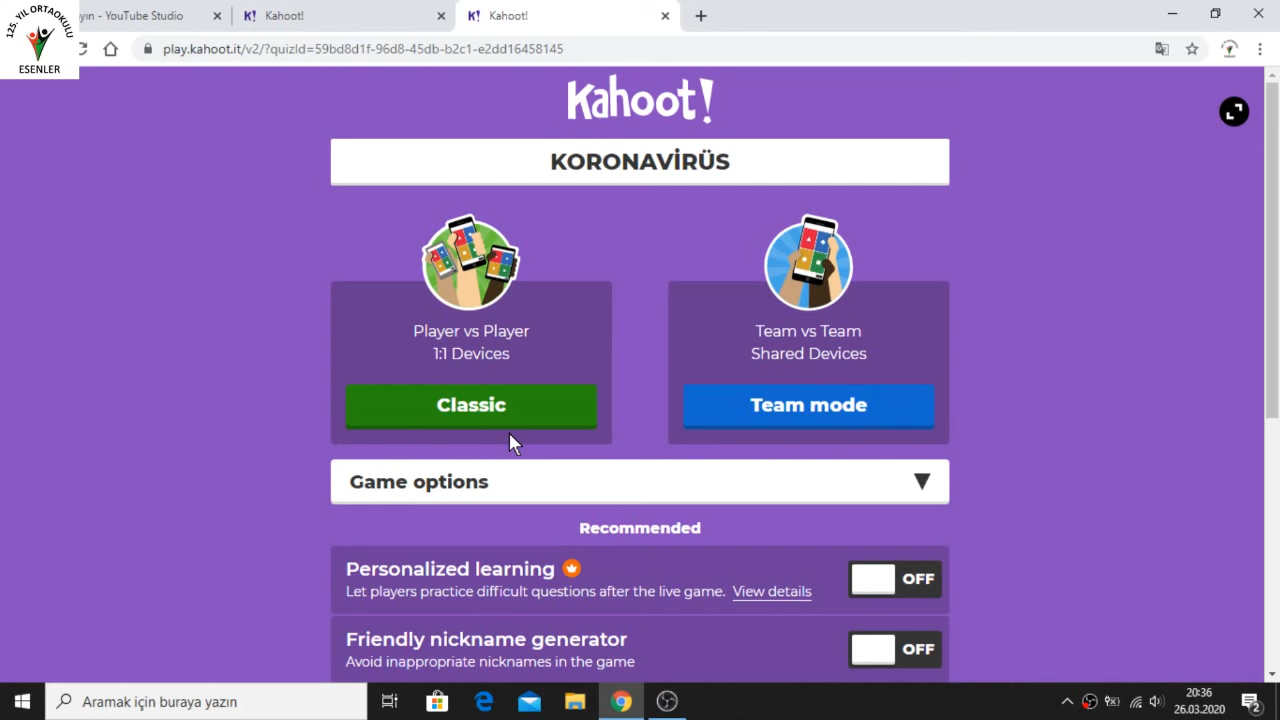 125. YIL ORTAOKULU
ESENLER
yın - YouTube Studio
K! Kahoot!
K! Kahoot!
play.kahoot.it/v2/?quizId=59bd8d1f-96d8-45db-b2c1-e2dd16458145
Kahoot!
KORONAVİRÜS
Player vs Player
1:1 Devices
Classic
Team vs Team
Shared Devices
Team mode
Game options
Recommended
Personalized learning
Let players practice difficult questions after the live game. View details
OFF
Friendly nickname generator
Avoid inappropriate nicknames in the game
OFF
Aramak için buraya yazın
20:36
26.03.2020
2